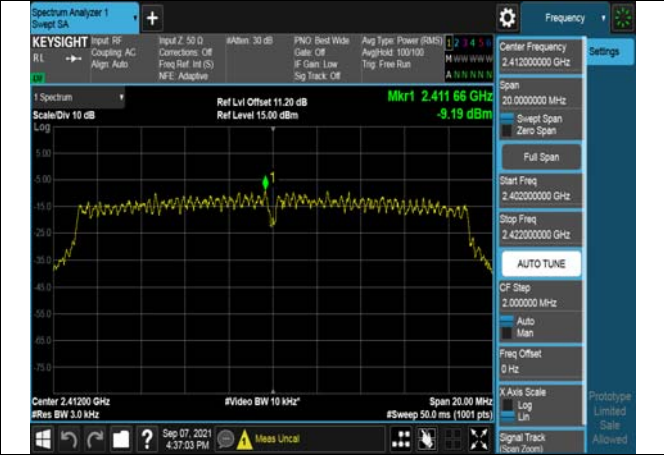 Spectrum Analyzer 1
Swept SA
+
Frequency
KEYSIGHT
RL
Input: RF
Coupling: AC
Align: Auto
Input Z: 50 Ω
Corrections: Off
Freq Ref: Int (S)
NFE: Adaptive
#Atten: 30 dB
PNO: Best Wide
Gate: Off
IF Gain: Low
Sig Track: Off
Avg Type: Power (RMS)
Avg|Hold: 100/100
Trig: Free Run
1 2 3 4 5 6
M W W W W W
A N N N N N
1 Spectrum
Scale/Div 10 dB
Log
Ref Lvl Offset 11.20 dB
Ref Level 15.00 dBm
Mkr1 2.411 66 GHz
-9.19 dBm
5.00
-5.00
-15.0
-25.0
-35.0
-45.0
-55.0
-65.0
-75.0
1
Center 2.41200 GHz
#Res BW 3.0 kHz
#Video BW 10 kHz*
Span 20.00 MHz
#Sweep 50.0 ms (1001 pts)
?
Sep 07, 2021
4:37:03 PM
Meas Uncal
Center Frequency
2.412000000 GHz
Settings
Span
20.0000000 MHz
Swept Span
Zero Span
Full Span
Start Freq
2.402000000 GHz
Stop Freq
2.422000000 GHz
AUTO TUNE
CF Step
2.000000 MHz
Auto
Man
Freq Offset
0 Hz
X Axis Scale
Log
Lin
Signal Track
(Span Zoom)
Prototype
Limited
Sale
Allowed